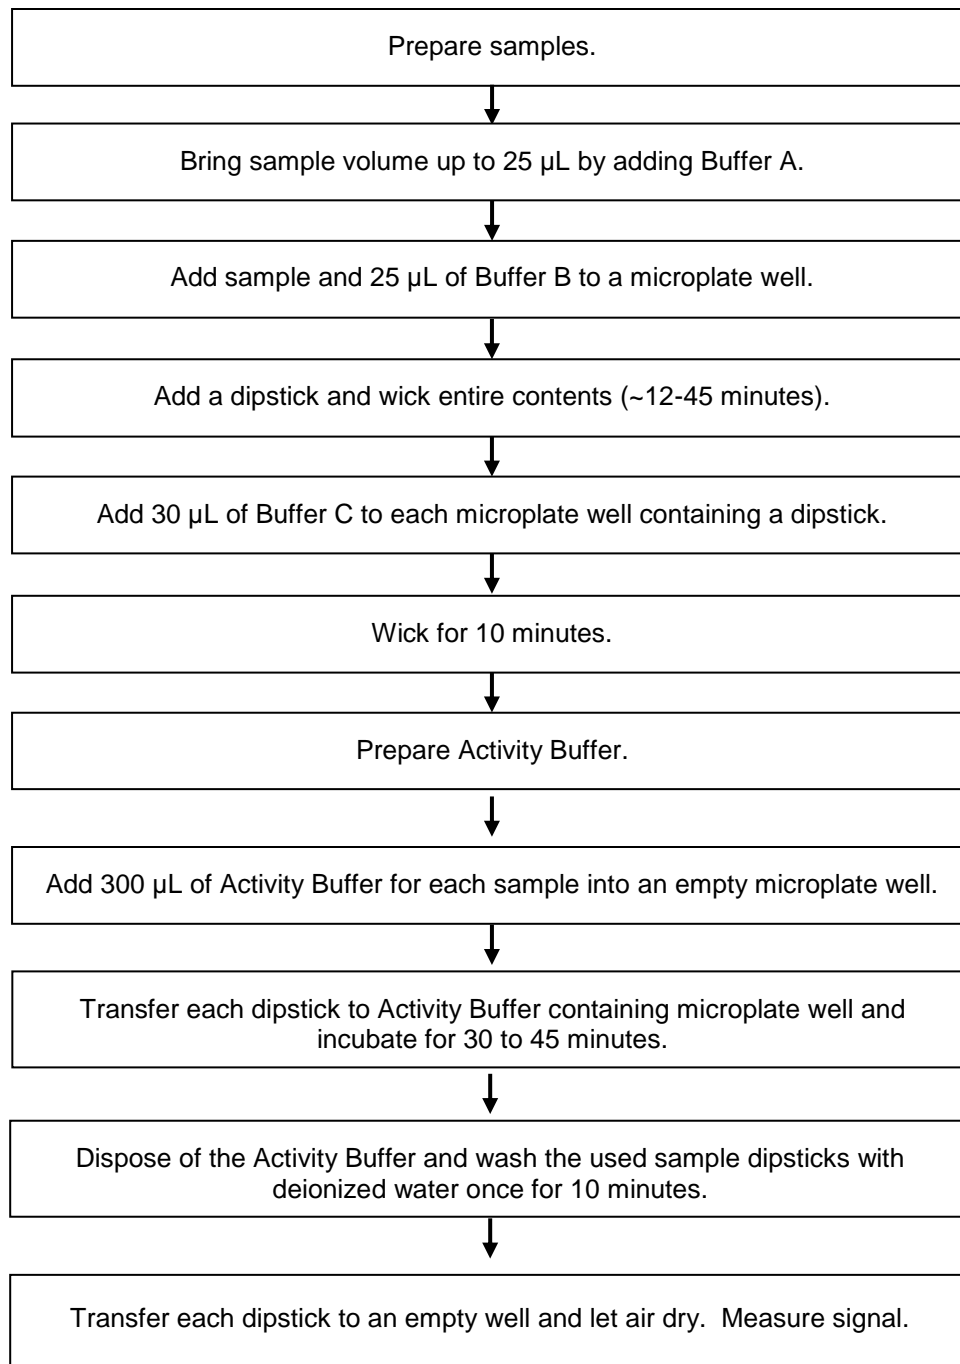 Prepare samples.
Bring sample volume up to 25 µL by adding Buffer A.
Add sample and 25 µL of Buffer B to a microplate well.
Add a dipstick and wick entire contents (~12-45 minutes).
Add 30 µL of Buffer C to each microplate well containing a dipstick.
Wick for 10 minutes.
Prepare Activity Buffer.
Add 300 µL of Activity Buffer for each sample into an empty microplate well.
Transfer each dipstick to Activity Buffer containing microplate well and
incubate for 30 to 45 minutes.
Dispose of the Activity Buffer and wash the used sample dipsticks with
deionized water once for 10 minutes.
Transfer each dipstick to an empty well and let air dry.  Measure signal.